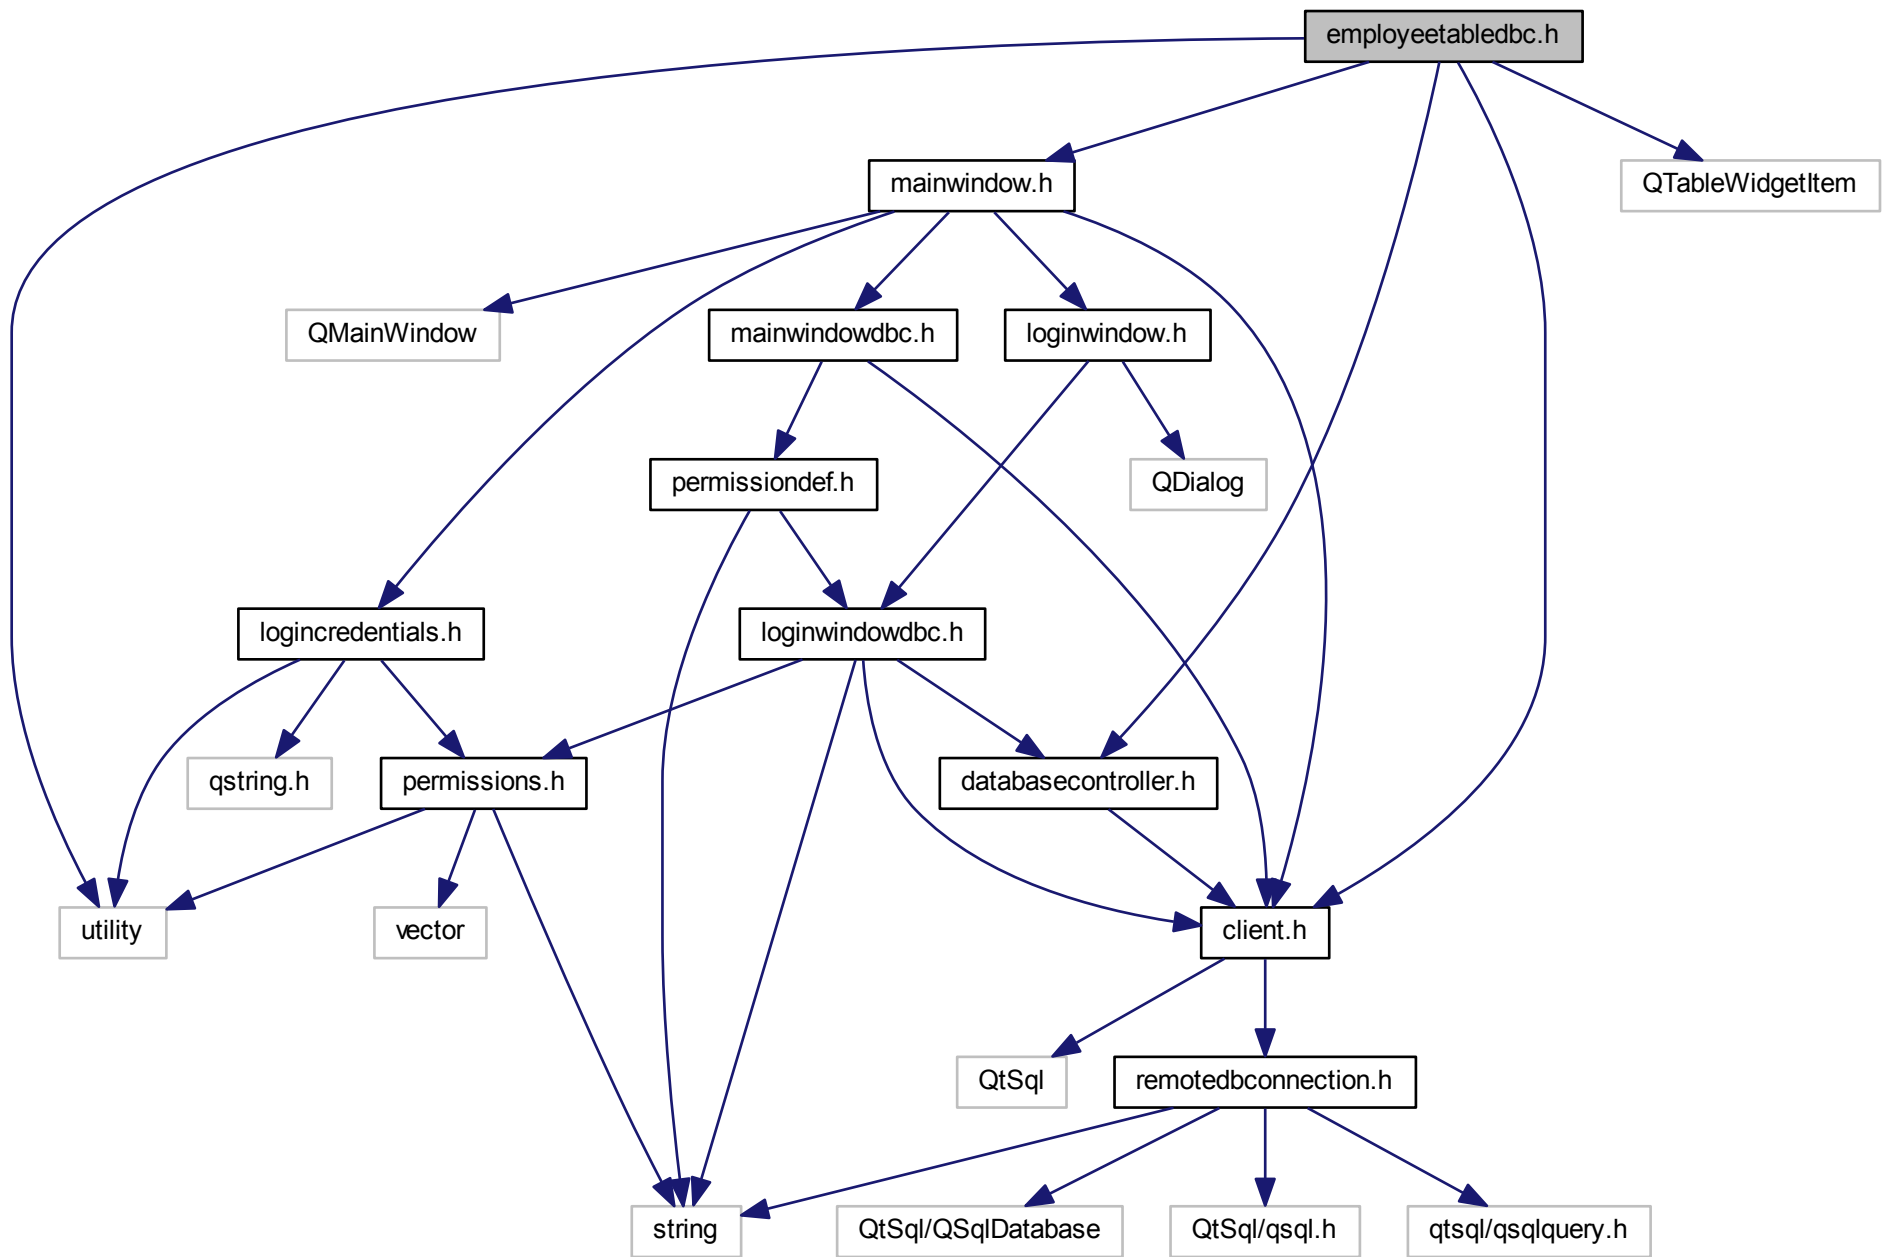 employeetabledbc.h
mainwindow.h
QTableWidgetItem
QMainWindow
mainwindowdbc.h
loginwindow.h
permissiondef.h
QDialog
logincredentials.h
loginwindowdbc.h
qstring.h
permissions.h
databasecontroller.h
utility
vector
client.h
QtSql
remotedbconnection.h
string
QtSql/QSqlDatabase
QtSql/qsql.h
qtsql/qsqlquery.h